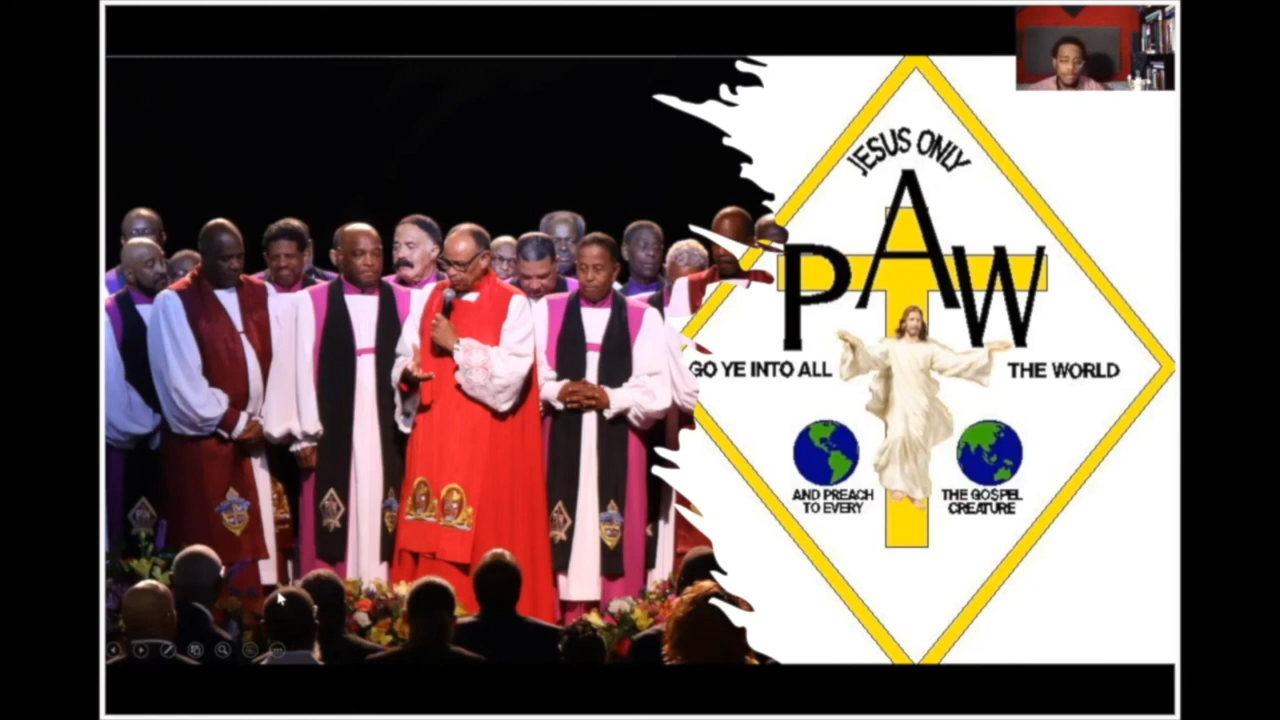 JESUS ONLY
PAW
GO YE INTO ALL THE WORLD
AND PREACH THE GOSPEL
TO EVERY CREATURE